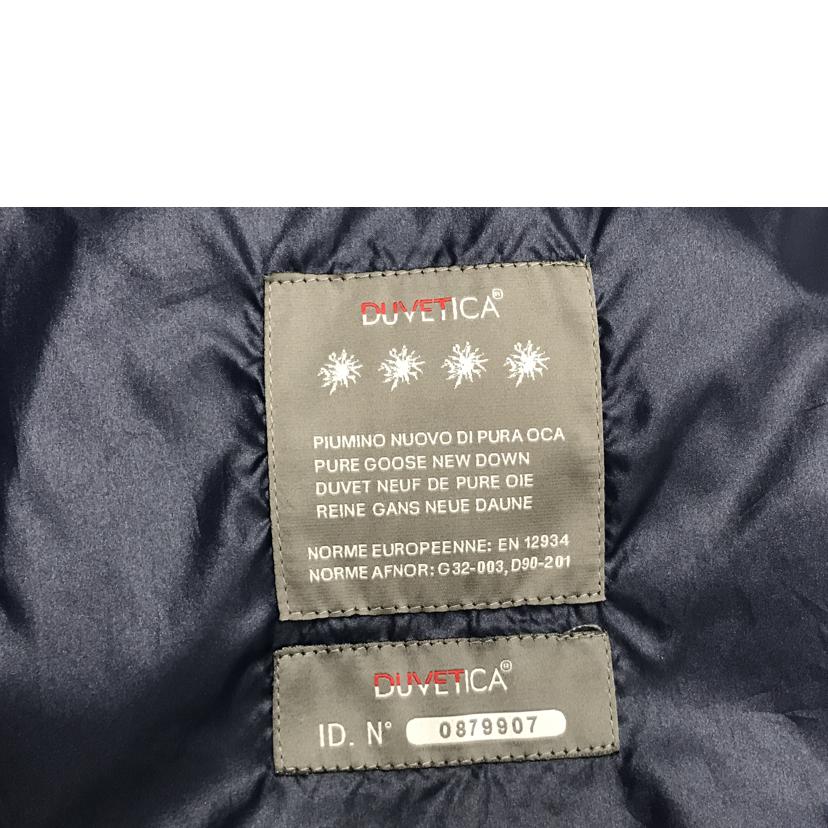 DUVETICA
PIUMINO NUOVO DI PURA OCA
PURE GOOSE NEW DOWN
DUVET NEUF DE PURE OIE
REINE GANS NEUE DAUNE
NORME EUROPEENNE: EN 12934
NORME AFNOR: G32-003, D90-201
DUVETICA
ID. N° 0879907